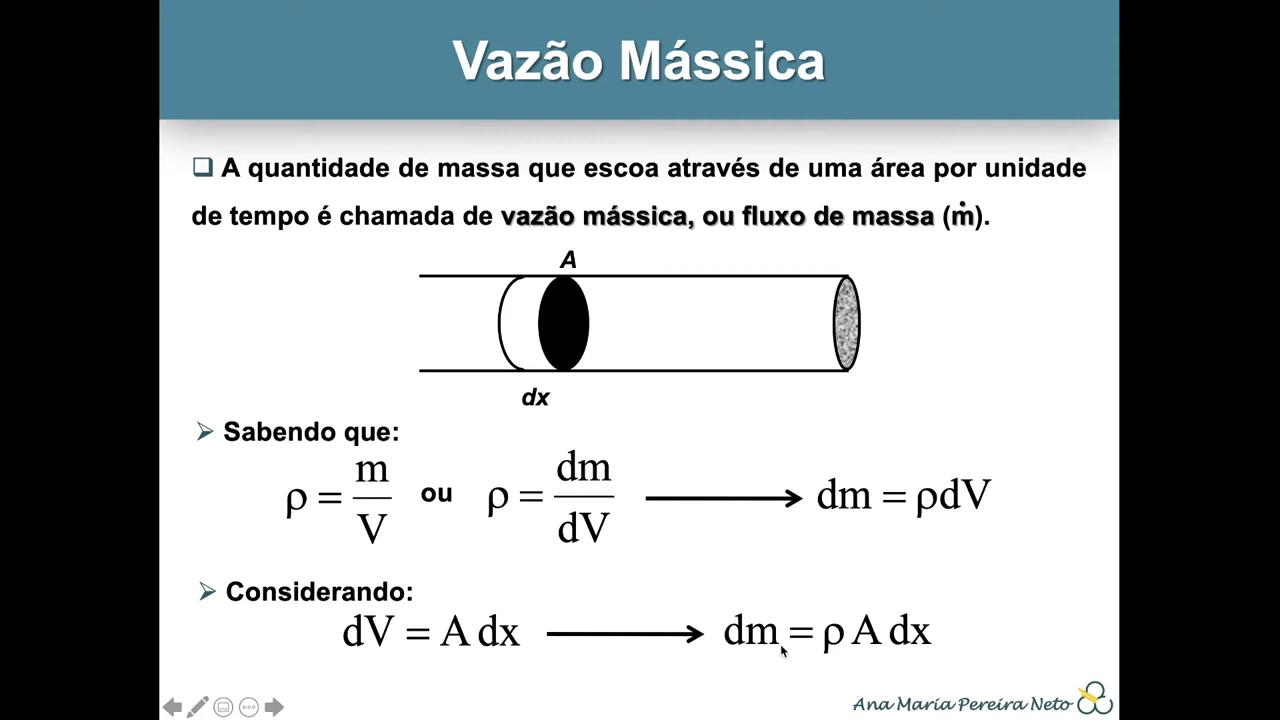 Vazão Mássica
A quantidade de massa que escoa através de uma área por unidade
de tempo é chamada de vazão mássica, ou fluxo de massa (ṁ).
A
dx
Sabendo que:
ρ = m/V ou ρ = dm/dV → dm = ρdV
Considerando:
dV = A dx → dm = ρ A dx
Ana Maria Pereira Neto